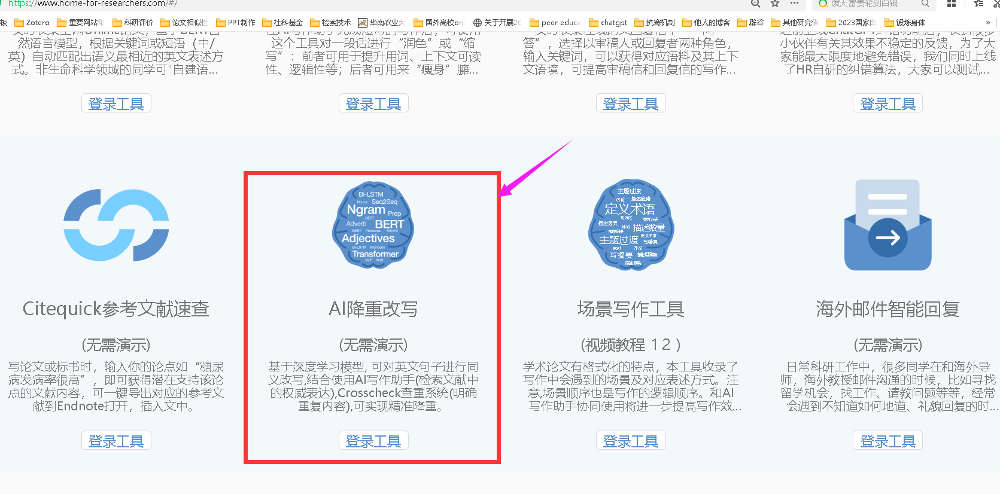 https://www.home-for-researchers.com/#/
板 Zotero 重要网站和 科研评价 论文相似性 PPT制作 社科基金 检索技术 华南农业大 国外高校onl 关于开展20 peer educa chatgpt 抗寒机制 他人的博客 辟谷 其他研究信 2023国家自 锻炼身体 »
然语言模型，根据关键词或短语（中/
英）自动匹配出语义最相近的英文表述方
式。非生命科学领域的同学可"自建语...
登录工具
这个工具对一段话进行“润色”或“缩
写”：前者可用于提升用词、上下文可读
性、逻辑性等；后者可用来“瘦身”臃...
登录工具
答”，选择以审稿人或回复者两种角色，
输入关键词，可以获得对应语料及其上下
文语境，可提高审稿信和回复信的写作...
登录工具
小伙伴有关其效果不稳定的反馈，为了大
家能最大限度地避免错误，我们同时上线
了HR自研的纠错算法，大家可以测试...
登录工具
Citequick参考文献速查
(无需演示)
写论文或标书时，输入你的论点如“糖尿
病发病率很高”，即可获得潜在支持该论
点的文献内容，可一键导出对应的参考文
献到Endnote打开，插入文中。
登录工具
Bi-LSTM
Nouns Seq2Seq
Ngram Prep
BERT
Adverb BERT
BERT Pronouns Adverb
Adjectives
Bi-LSTM Pronouns
Transformer
NLP RNN
AI降重改写
(无需演示)
基于深度学习模型, 可对英文句子进行同
义改写,结合使用AI写作助手(检索文献中
的权威表达),Crosscheck查重系统(明确
重复内容),可实现精准降重。
登录工具
主题过渡
评论 描述趋势
定义术语
描述因果
描述数量
主题过渡 写结果
写摘要 描述趋势
场景写作工具
(视频教程 1 2 )
学术论文有格式化的特点，本工具收录了
写作中会遇到的场景及对应表述方式。注
意,场景顺序也是写作的逻辑顺序。和AI
写作助手协同使用将进一步提高写作效...
登录工具
海外邮件智能回复
(无需演示)
日常科研工作中，很多同学在和海外导
师，海外教授邮件沟通的时候，比如寻找
留学机会，找工作、请教问题等等，经常
会遇到不知道如何地道、礼貌回复的时...
登录工具